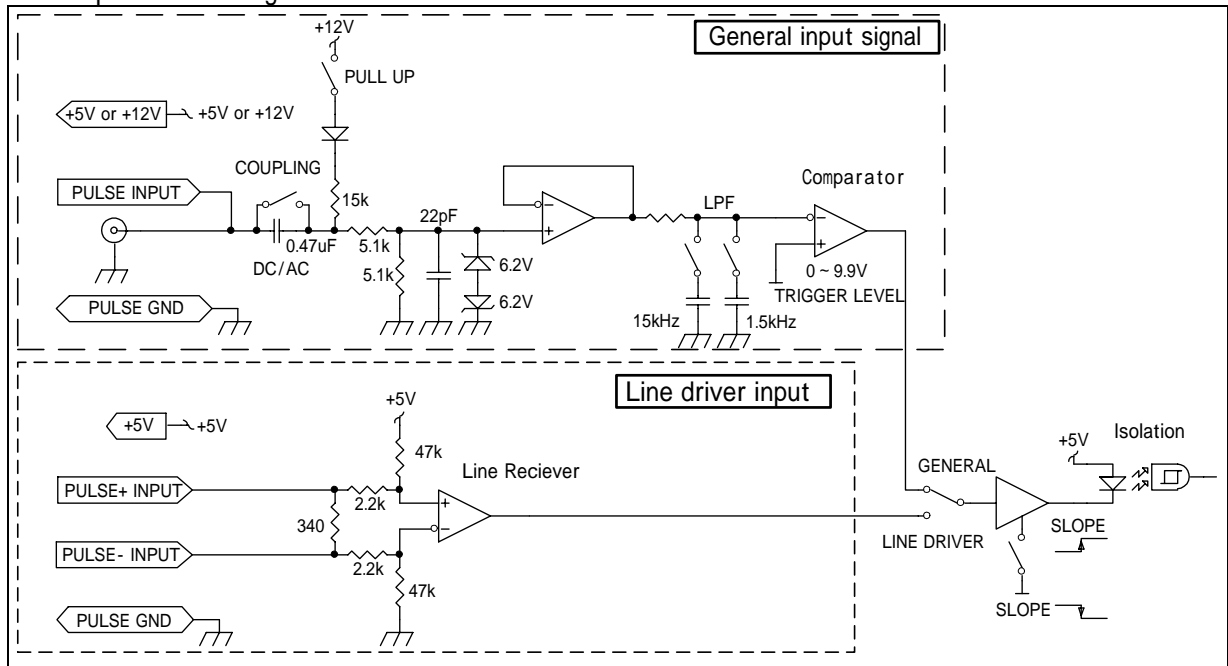 General input signal
+12V
PULL UP
+5V or +12V
+5V or +12V
COUPLING
PULSE INPUT
15k
22pF
0.47uF
5.1k
DC/AC
5.1k
6.2V
6.2V
LPF
Comparator
0 ~ 9.9V
TRIGGER LEVEL
PULSE GND
15kHz
1.5kHz
Line driver input
+5V
+5V
+5V
47k
Line Reciever
PULSE+ INPUT
2.2k
340
PULSE- INPUT
2.2k
47k
PULSE GND
GENERAL
LINE DRIVER
+5V
Isolation
SLOPE
SLOPE